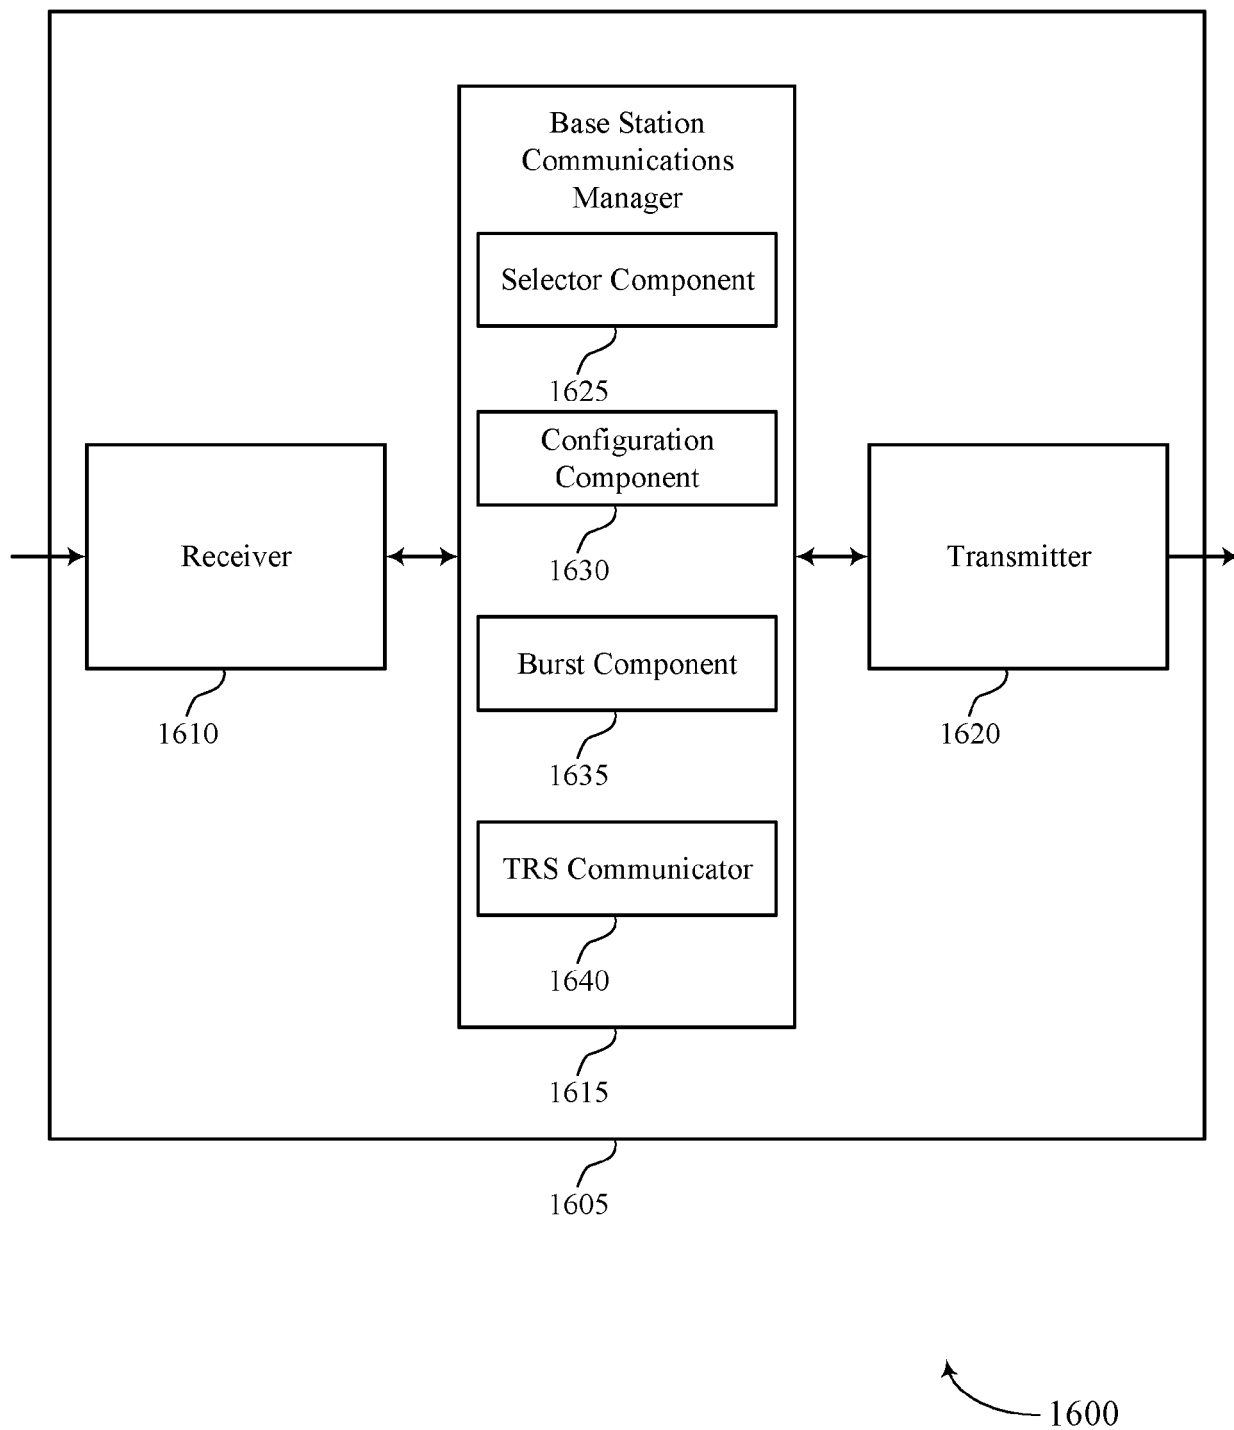 Base Station
Communications
Manager
Selector Component
1625
Configuration
Component
1630
Receiver
1610
Burst Component
1635
Transmitter
1620
TRS Communicator
1640
1615
1605
1600